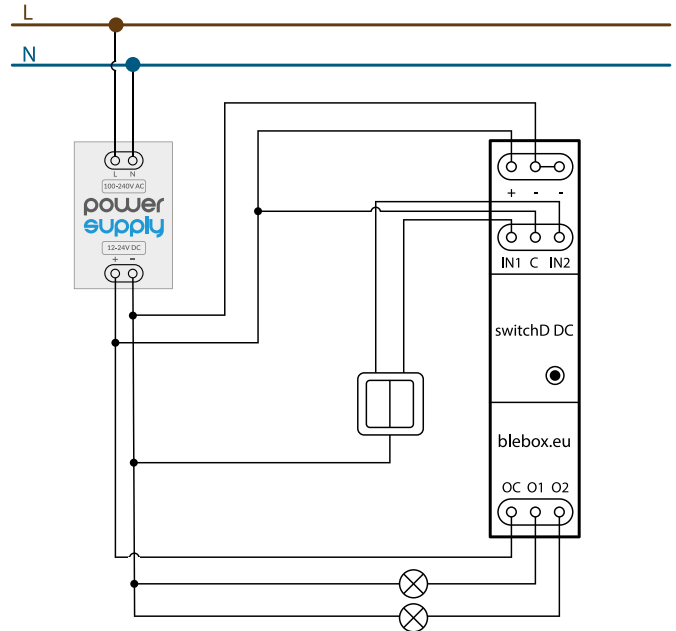 L
N
L N
100-240V AC
power
supply
12-24V DC
+ −
+ - -
IN1 C IN2
switchD DC
blebox.eu
OC O1 O2